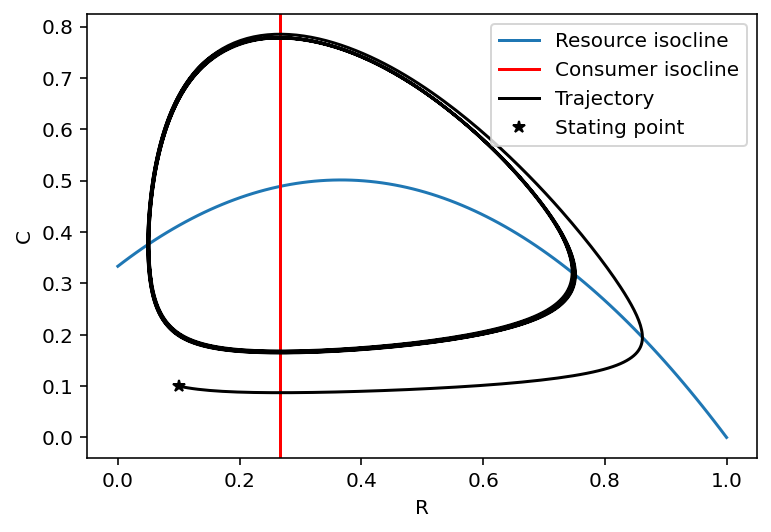 0.8
0.7
0.6
0.5
0.4
0.3
0.2
0.1
0.0
C
Resource isocline
Consumer isocline
Trajectory
Stating point
0.0 0.2 0.4 0.6 0.8 1.0
R